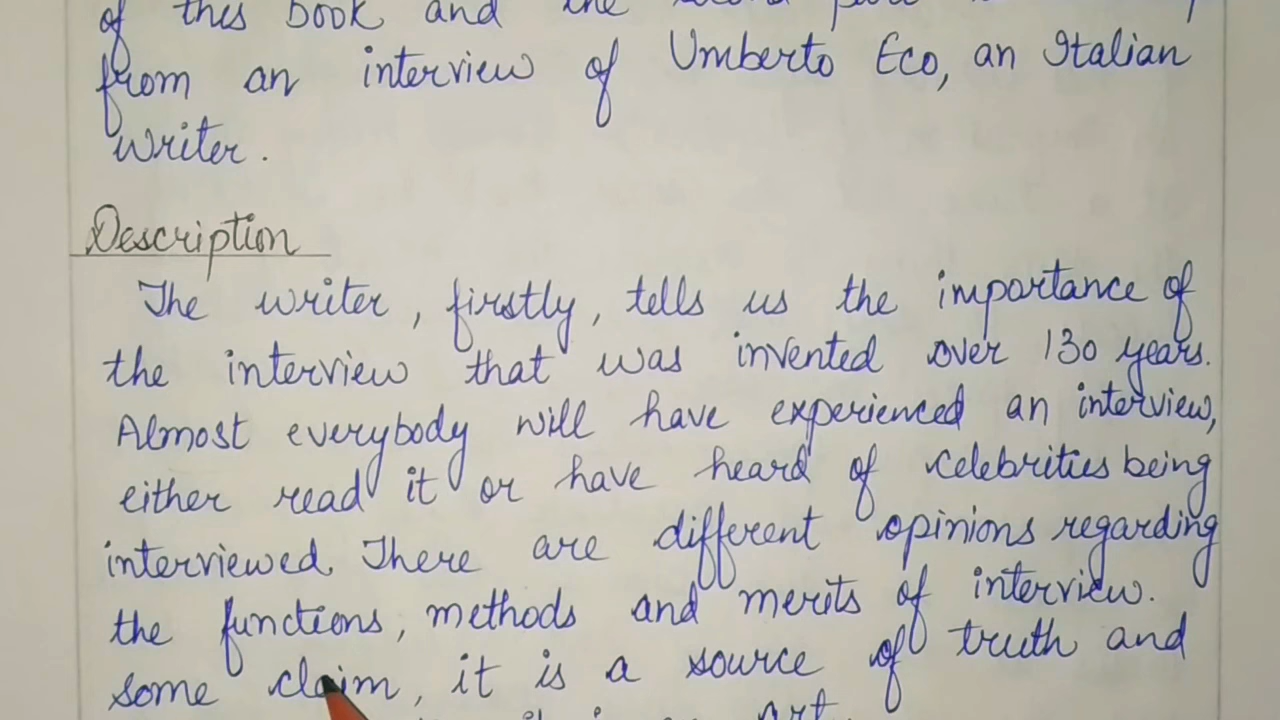 of this book and the second part
from an interview of Umberto Eco, an Italian
writer.
Description
The writer, firstly, tells us the importance of
the interview that was invented over 130 years.
Almost everybody will have experienced an interview,
either read it or have heard of celebrities being
interviewed. There are different opinions regarding
the functions, methods and merits of interview.
some claim, it is a source of truth and
art